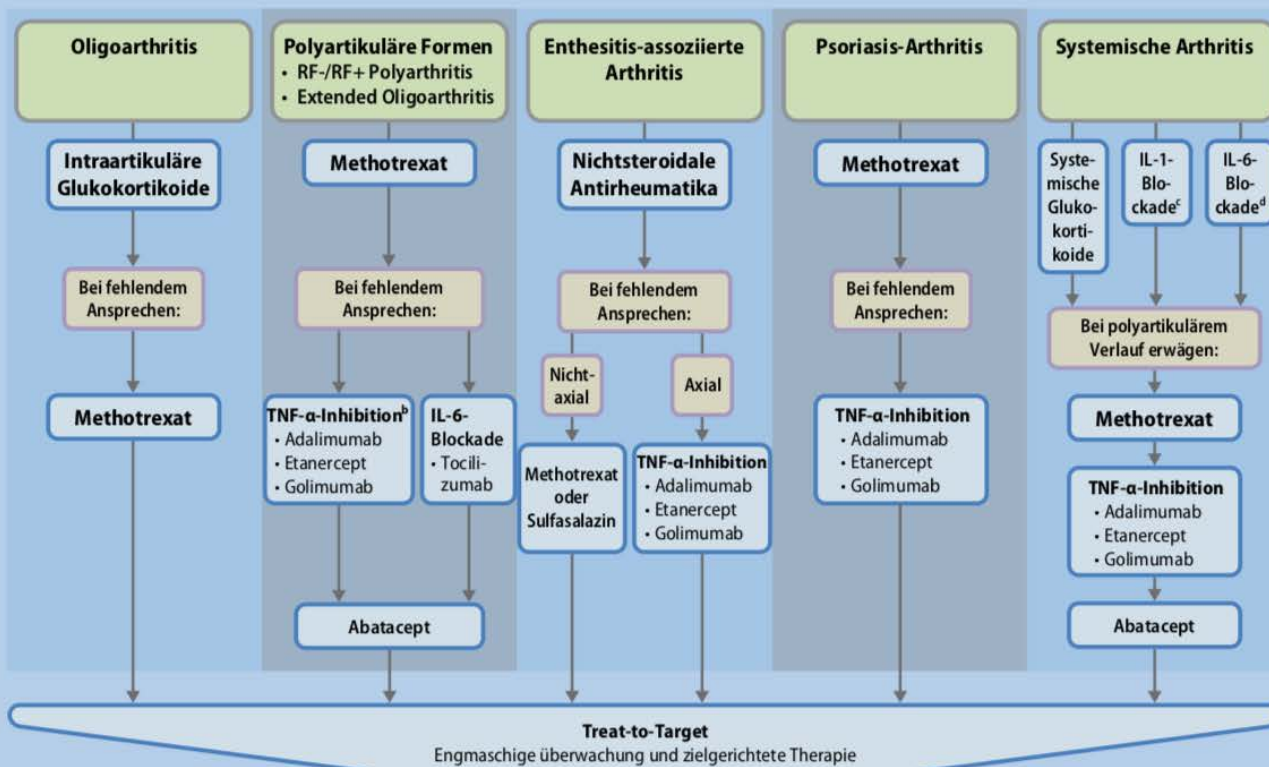 Oligoarthritis
Intraartikuläre
Glukokortikoide
Bei fehlendem
Ansprechen:
Methotrexat
Polyartikuläre Formen
• RF-/RF+ Polyarthritis
• Extended Oligoarthritis
Methotrexat
Bei fehlendem
Ansprechen:
TNF-α-Inhibitionᵇ
• Adalimumab
• Etanercept
• Golimumab
IL-6-
Blockade
• Tocili-
zumab
Abatacept
Enthesitis-assoziierte
Arthritis
Nichtsteroidale
Antirheumatika
Bei fehlendem
Ansprechen:
Nicht-
axial
Methotrexat
oder
Sulfasalazin
Axial
TNF-α-Inhibition
• Adalimumab
• Etanercept
• Golimumab
Psoriasis-Arthritis
Methotrexat
Bei fehlendem
Ansprechen:
TNF-α-Inhibition
• Adalimumab
• Etanercept
• Golimumab
Systemische Arthritis
Syste-
mische
Gluko-
korti-
koide
IL-1-
Blo-
ckadeᶜ
IL-6-
Blo-
ckadeᵈ
Bei polyartikulärem
Verlauf erwägen:
Methotrexat
TNF-α-Inhibition
• Adalimumab
• Etanercept
• Golimumab
Abatacept
Treat-to-Target
Engmaschige überwachung und zielgerichtete Therapie